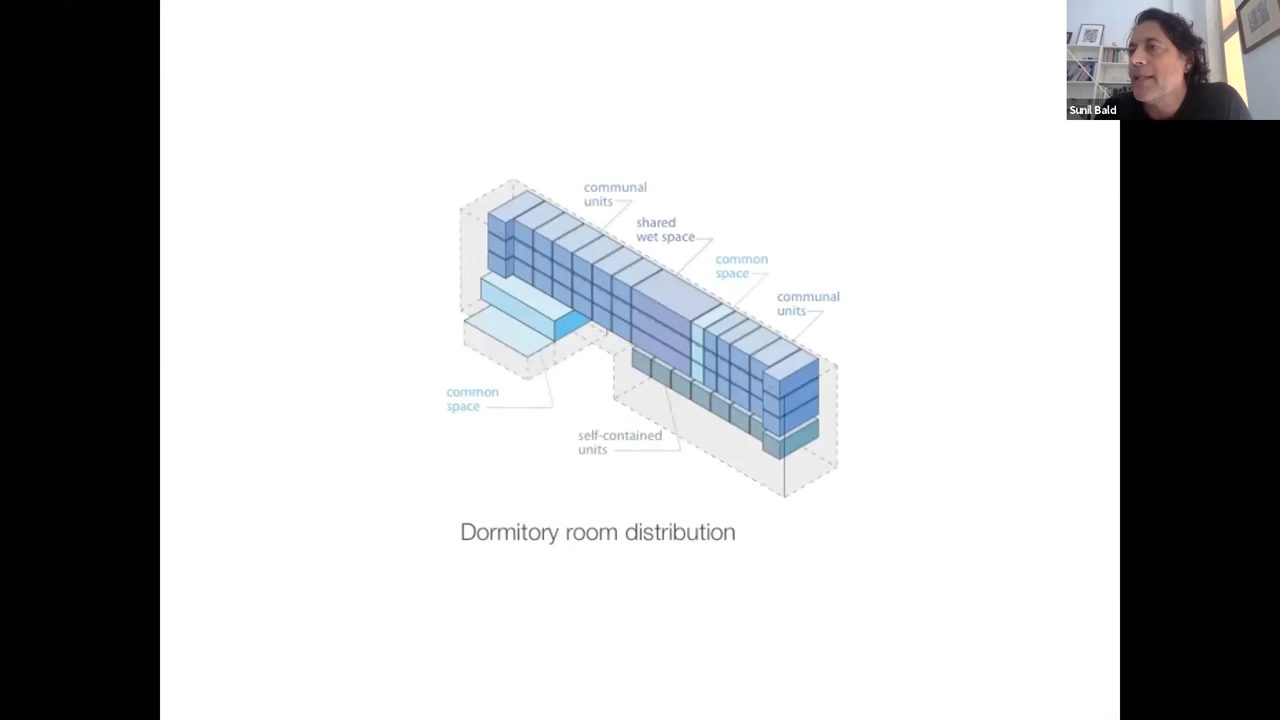 Sunil Bald
communal
units
shared
wet space
common
space
communal
units
common
space
self-contained
units
Dormitory room distribution